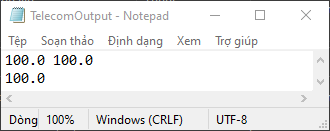 TelecomOutput - Notepad
Tệp Soạn thảo Định dạng Xem Trợ giúp
100.0 100.0
100.0
Dòng 100% Windows (CRLF) UTF-8